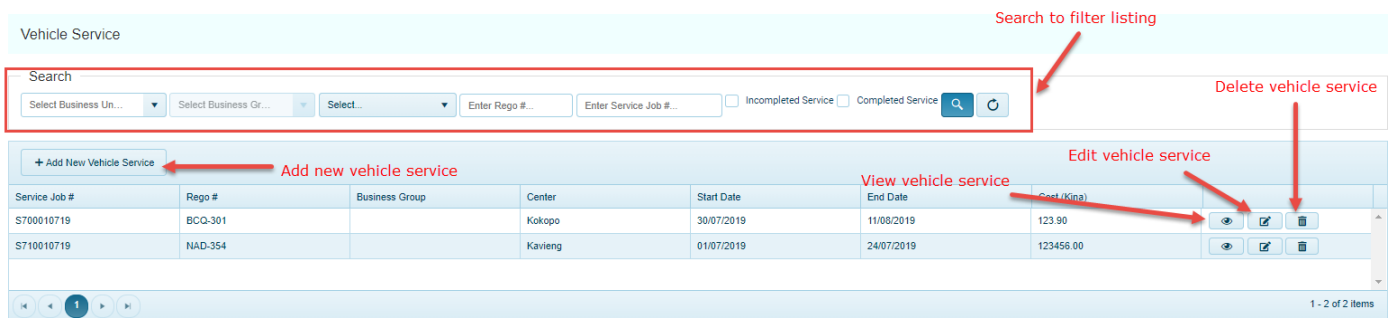 Search to filter listing
Vehicle Service
Search
Delete vehicle service
Select Business Un... Select Business Gr... Select... Enter Rego #... Enter Service Job #... Incompleted Service Completed Service
+ Add New Vehicle Service
Add new vehicle service
Edit vehicle service
View vehicle service
Service Job # Rego # Business Group Center Start Date End Date Cost (Kina)
S700010719 BCQ-301 Kokopo 30/07/2019 11/08/2019 123.90
S710010719 NAD-354 Kavieng 01/07/2019 24/07/2019 123456.00
1 1 - 2 of 2 items